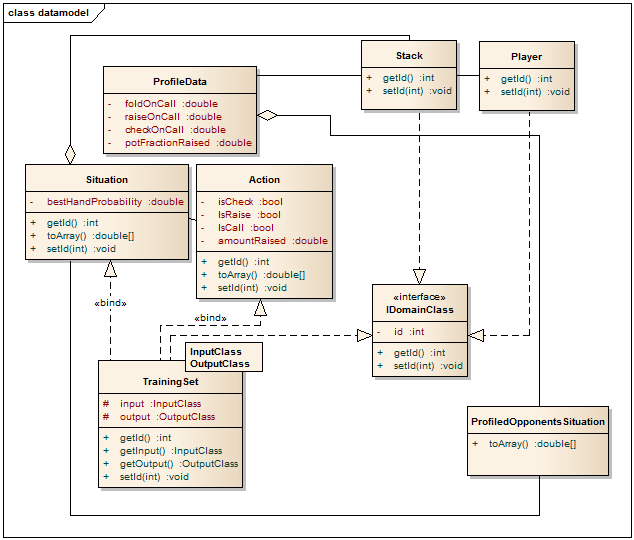 class datamodel
Stack
+ getId() :int
+ setId(int) :void
Player
+ getId() :int
+ setId(int) :void
ProfileData
- foldOnCall :double
- raiseOnCall :double
- checkOnCall :double
- potFractionRaised :double
Situation
- bestHandProbability :double
+ getId() :int
+ toArray() :double[]
+ setId(int) :void
Action
- isCheck :bool
- IsRaise :bool
- IsCall :bool
- amountRaised :double
+ getId() :int
+ toArray() :double[]
+ setId(int) :void
«bind»
«bind»
«interface»
IDomainClass
- id :int
+ getId() :int
+ setId(int) :void
InputClass
OutputClass
TrainingSet
# input :InputClass
# output :OutputClass
+ getId() :int
+ getInput() :InputClass
+ getOutput() :OutputClass
+ setId(int) :void
ProfiledOpponentsSituation
+ toArray() :double[]